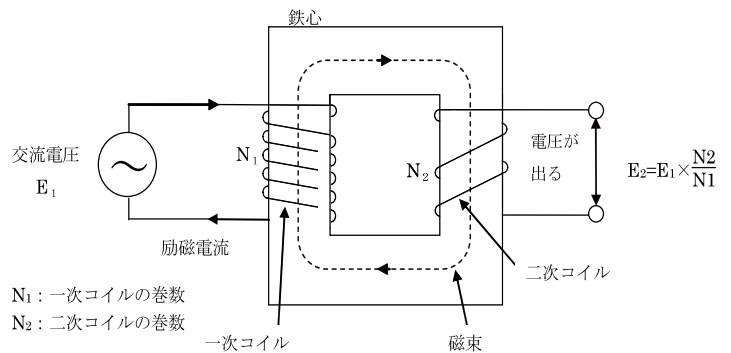 鉄心
交流電圧
E1
N1
N2
電圧が
出る
E2=E1×N2/N1
励磁電流
二次コイル
N1：一次コイルの巻数
N2：二次コイルの巻数
一次コイル
磁束